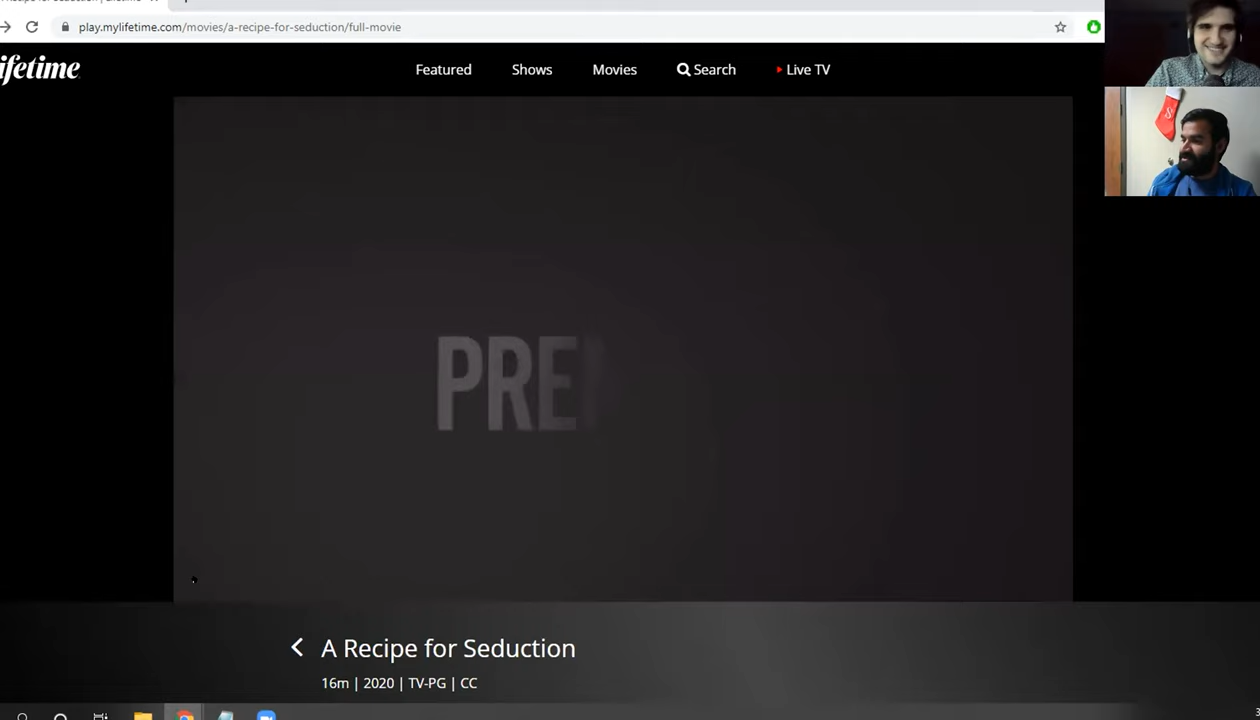 play.mylifetime.com/movies/a-recipe-for-seduction/full-movie
ifetime
Featured
Shows
Movies
Search
Live TV
PRE
A Recipe for Seduction
16m | 2020 | TV-PG | CC